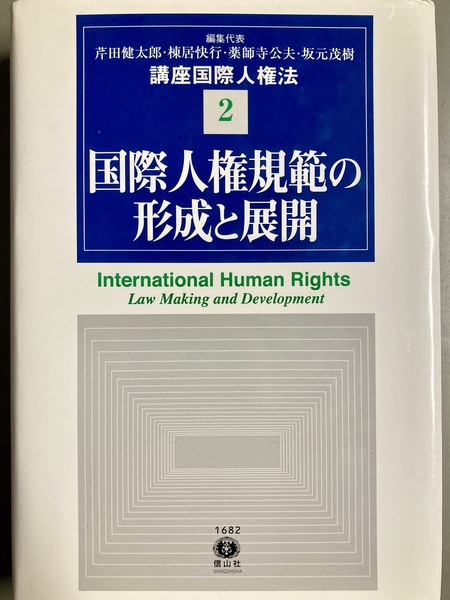 編集代表
芹田健太郎・棟居快行・薬師寺公夫・坂元茂樹
講座国際人権法
2
国際人権規範の
形成と展開
International Human Rights
Law Making and Development
1682
信山社
SHINZANSHA